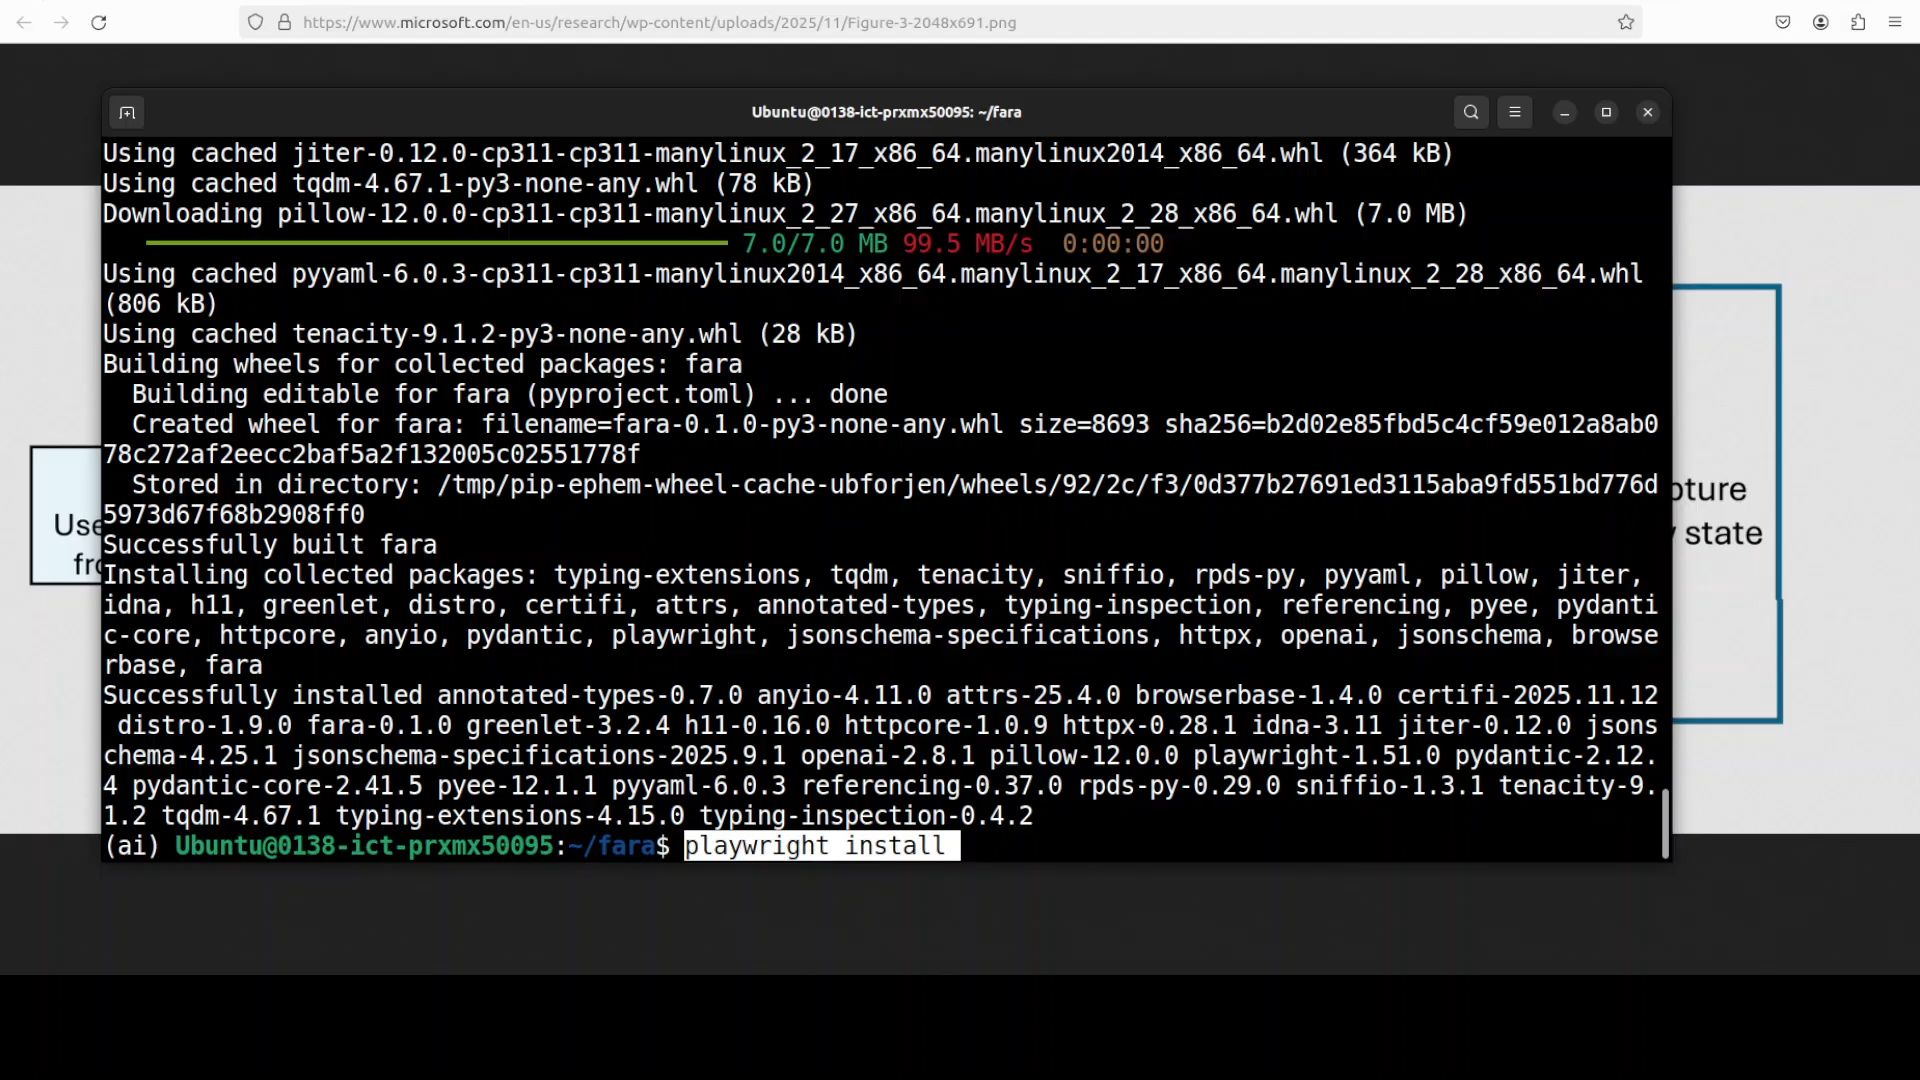 https://www.microsoft.com/en-us/research/wp-content/uploads/2025/11/Figure-3-2048x691.png
Ubuntu@0138-ict-prxmx50095: ~/fara
Using cached jiter-0.12.0-cp311-cp311-manylinux_2_17_x86_64.manylinux2014_x86_64.whl (364 kB)
Using cached tqdm-4.67.1-py3-none-any.whl (78 kB)
Downloading pillow-12.0.0-cp311-cp311-manylinux_2_27_x86_64.manylinux_2_28_x86_64.whl (7.0 MB)
7.0/7.0 MB 99.5 MB/s 0:00:00
Using cached pyyaml-6.0.3-cp311-cp311-manylinux2014_x86_64.manylinux_2_17_x86_64.manylinux_2_28_x86_64.whl
(806 kB)
Using cached tenacity-9.1.2-py3-none-any.whl (28 kB)
Building wheels for collected packages: fara
Building editable for fara (pyproject.toml) ... done
Created wheel for fara: filename=fara-0.1.0-py3-none-any.whl size=8693 sha256=b2d02e85fbd5c4cf59e012a8ab0
78c272af2eecc2baf5a2f132005c02551778f
Stored in directory: /tmp/pip-ephem-wheel-cache-ubforjen/wheels/92/2c/f3/0d377b27691ed3115aba9fd551bd776d
5973d67f68b2908ff0
Successfully built fara
Installing collected packages: typing-extensions, tqdm, tenacity, sniffio, rpds-py, pyyaml, pillow, jiter,
idna, h11, greenlet, distro, certifi, attrs, annotated-types, typing-inspection, referencing, pyee, pydanti
c-core, httpcore, anyio, pydantic, playwright, jsonschema-specifications, httpx, openai, jsonschema, browse
rbase, fara
Successfully installed annotated-types-0.7.0 anyio-4.11.0 attrs-25.4.0 browserbase-1.4.0 certifi-2025.11.12
distro-1.9.0 fara-0.1.0 greenlet-3.2.4 h11-0.16.0 httpcore-1.0.9 httpx-0.28.1 idna-3.11 jiter-0.12.0 jsons
chema-4.25.1 jsonschema-specifications-2025.9.1 openai-2.8.1 pillow-12.0.0 playwright-1.51.0 pydantic-2.12.
4 pydantic-core-2.41.5 pyee-12.1.1 pyyaml-6.0.3 referencing-0.37.0 rpds-py-0.29.0 sniffio-1.3.1 tenacity-9.
1.2 tqdm-4.67.1 typing-extensions-4.15.0 typing-inspection-0.4.2
(ai) Ubuntu@0138-ict-prxmx50095:~/fara$ playwright install
Use
fro
pture
state